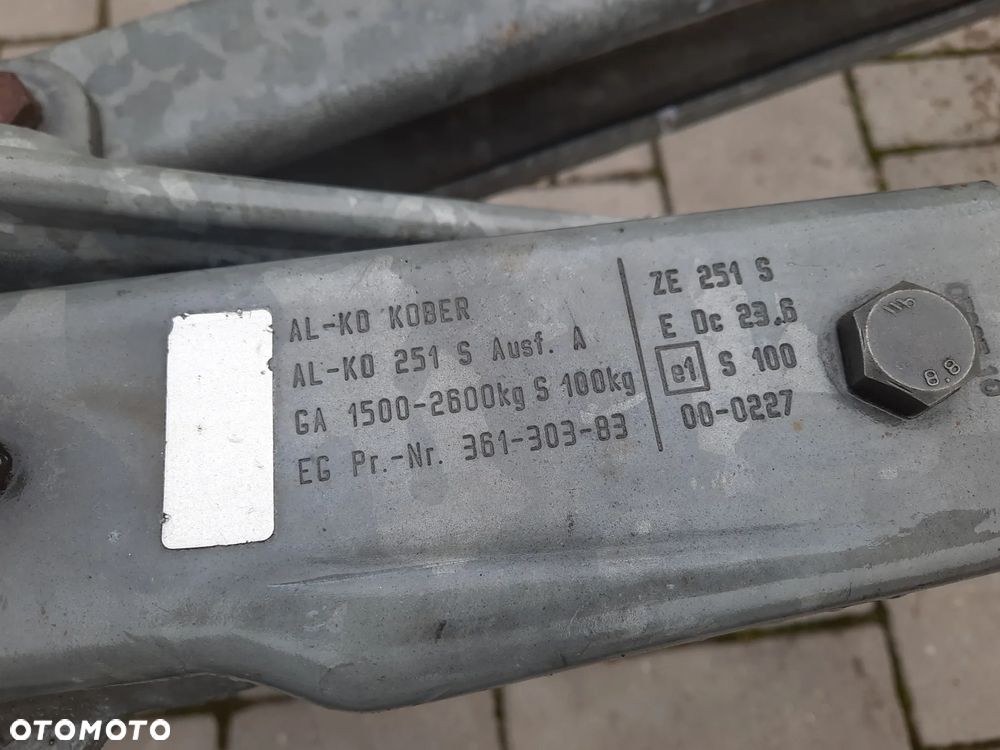 AL-KO KOBER
AL-KO 251 S Ausf. A
GA 1500-2600kg S 100kg
EG Pr.-Nr. 361-303-83
ZE 251 S
E Dc 23.6
e1 S 100
00-0227
8.8
OTOMOTO